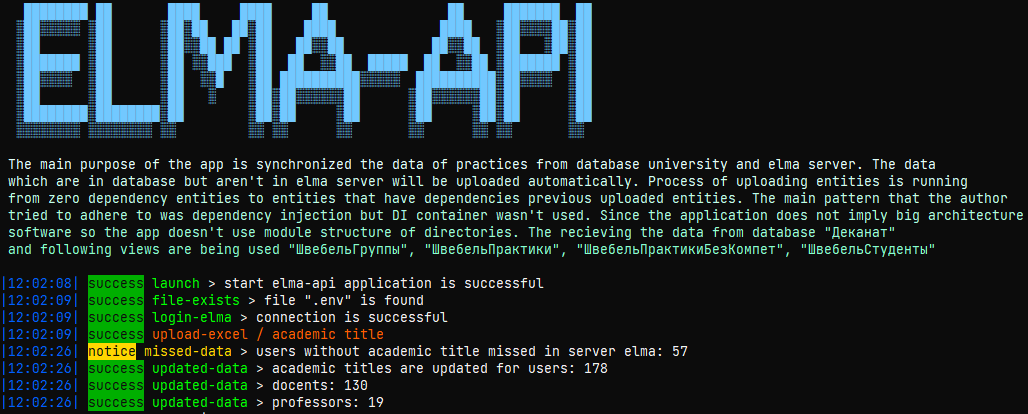 ELMA-API
The main purpose of the app is synchronized the data of practices from database university and elma server. The data
which are in database but aren't in elma server will be uploaded automatically. Process of uploading entities is running
from zero dependency entities to entities that have dependencies previous uploaded entities. The main pattern that the author
tried to adhere to was dependency injection but DI container wasn't used. Since the application does not imply big architecture
software so the app doesn't use module structure of directories. The recieving the data from database "Деканат"
and following views are being used "ШвебельГруппы", "ШвебельПрактики", "ШвебельПрактикиБезКомпет", "ШвебельСтуденты"
|12:02:08| success launch > start elma-api application is successful
|12:02:09| success file-exists > file ".env" is found
|12:02:09| success login-elma > connection is successful
|12:02:09| success upload-excel / academic title
|12:02:26| notice missed-data > users without academic title missed in server elma: 57
|12:02:26| success updated-data > academic titles are updated for users: 178
|12:02:26| success updated-data > docents: 130
|12:02:26| success updated-data > professors: 19